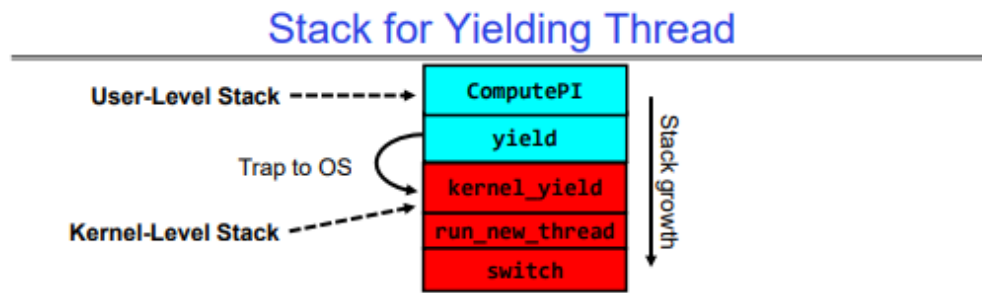 Stack for Yielding Thread
User-Level Stack
ComputePI
yield
Trap to OS
kernel_yield
Kernel-Level Stack
run_new_thread
switch
Stack growth